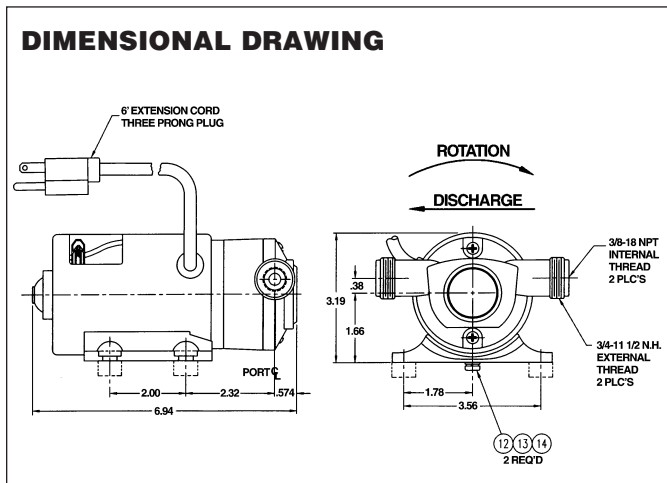 DIMENSIONAL DRAWING
6' EXTENSION CORD
THREE PRONG PLUG
ROTATION
DISCHARGE
3/8-18 NPT
INTERNAL
THREAD
2 PLC'S
3/4-11 1/2 N.H.
EXTERNAL
THREAD
2 PLC'S
3.19
.38
1.66
PORT ℄
2.00
2.32
.574
6.94
1.78
3.56
12 13 14
2 REQ'D